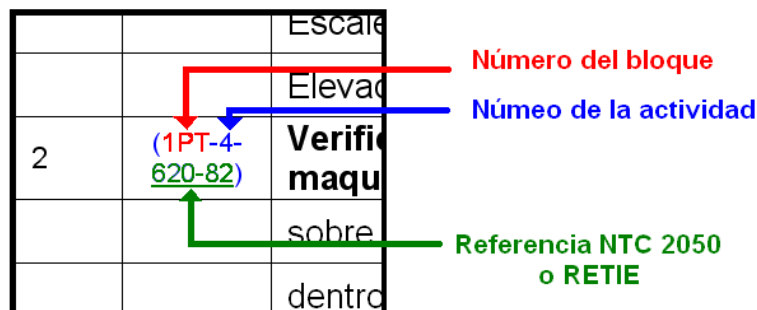 Escale
Elevad
2
(1PT-4-
620-82)
Verifi
maqu
sobre
dentro
Número del bloque
Númeo de la actividad
Referencia NTC 2050
o RETIE